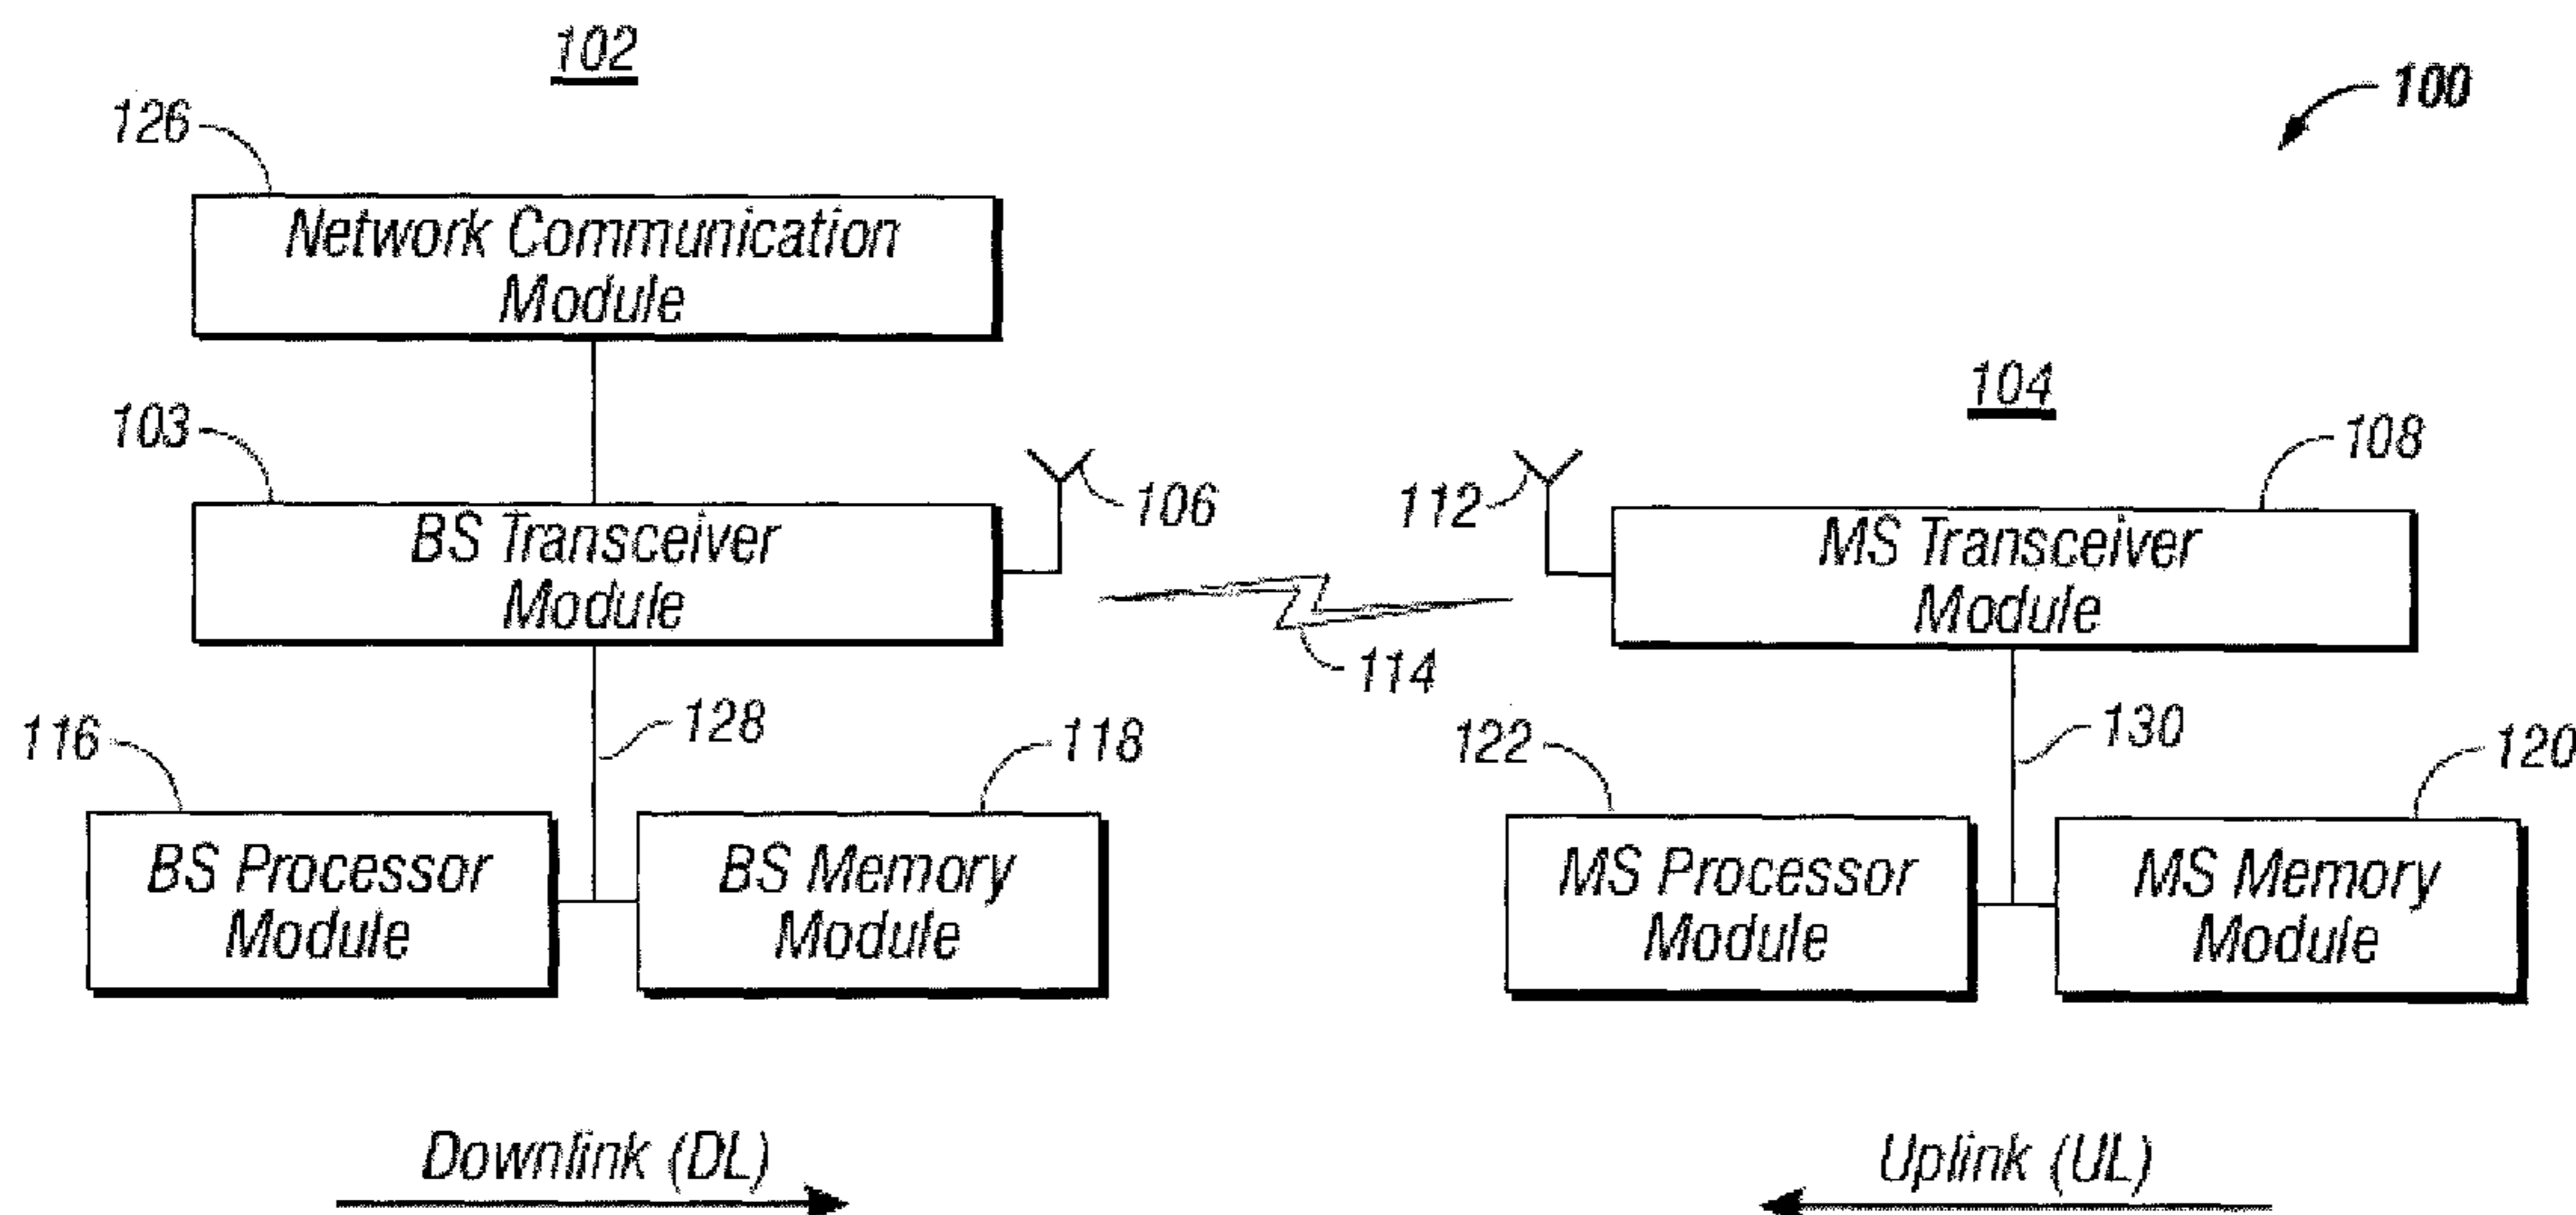 102
100
126
Network Communication
Module
104
103
108
106
112
BS Transceiver
Module
MS Transceiver
Module
114
116
128
118
122
130
120
BS Processor
Module
BS Memory
Module
MS Processor
Module
MS Memory
Module
Downlink (DL)
Uplink (UL)